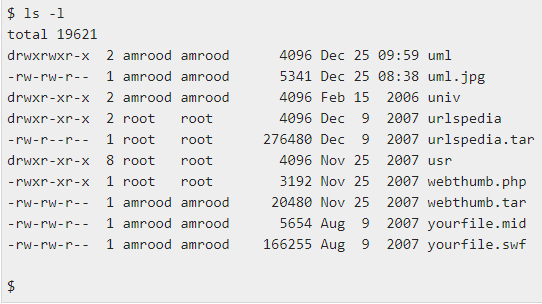 $ ls -l
total 19621
drwxrwxr-x  2 amrood amrood      4096 Dec 25 09:59 uml
-rw-rw-r--  1 amrood amrood      5341 Dec 25 08:38 uml.jpg
drwxr-xr-x  2 amrood amrood      4096 Feb 15  2006 univ
drwxr-xr-x  2 root   root        4096 Dec  9  2007 urlspedia
-rw-r--r--  1 root   root      276480 Dec  9  2007 urlspedia.tar
drwxr-xr-x  8 root   root        4096 Nov 25  2007 usr
-rwxr-xr-x  1 root   root        3192 Nov 25  2007 webthumb.php
-rw-rw-r--  1 amrood amrood     20480 Nov 25  2007 webthumb.tar
-rw-rw-r--  1 amrood amrood      5654 Aug  9  2007 yourfile.mid
-rw-rw-r--  1 amrood amrood    166255 Aug  9  2007 yourfile.swf
$